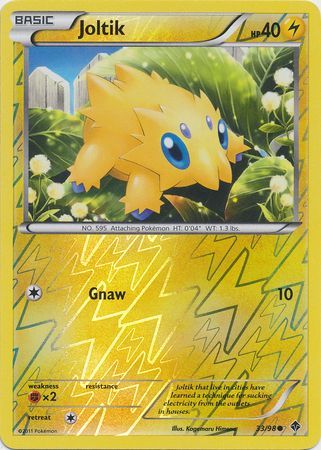 BASIC
Joltik HP40
NO. 595 Attaching Pokémon HT: 0'04" WT: 1.3 lbs.
Gnaw 10
weakness resistance
×2
retreat
Joltik that live in cities have
learned a technique for sucking
electricity from the outlets
in houses.
Illus. Kagemaru Himeno 33/98
©2011 Pokémon